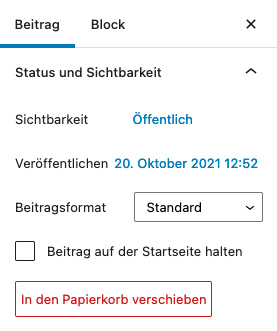 Beitrag Block
Status und Sichtbarkeit
Sichtbarkeit Öffentlich
Veröffentlichen 20. Oktober 2021 12:52
Beitragsformat Standard
Beitrag auf der Startseite halten
In den Papierkorb verschieben